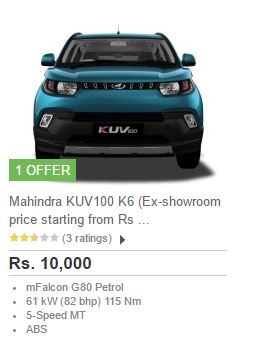 KUV100
1 OFFER
Mahindra KUV100 K6 (Ex-showroom
price starting from Rs ...
(3 ratings)
Rs. 10,000
mFalcon G80 Petrol
61 kW (82 bhp) 115 Nm
5-Speed MT
ABS